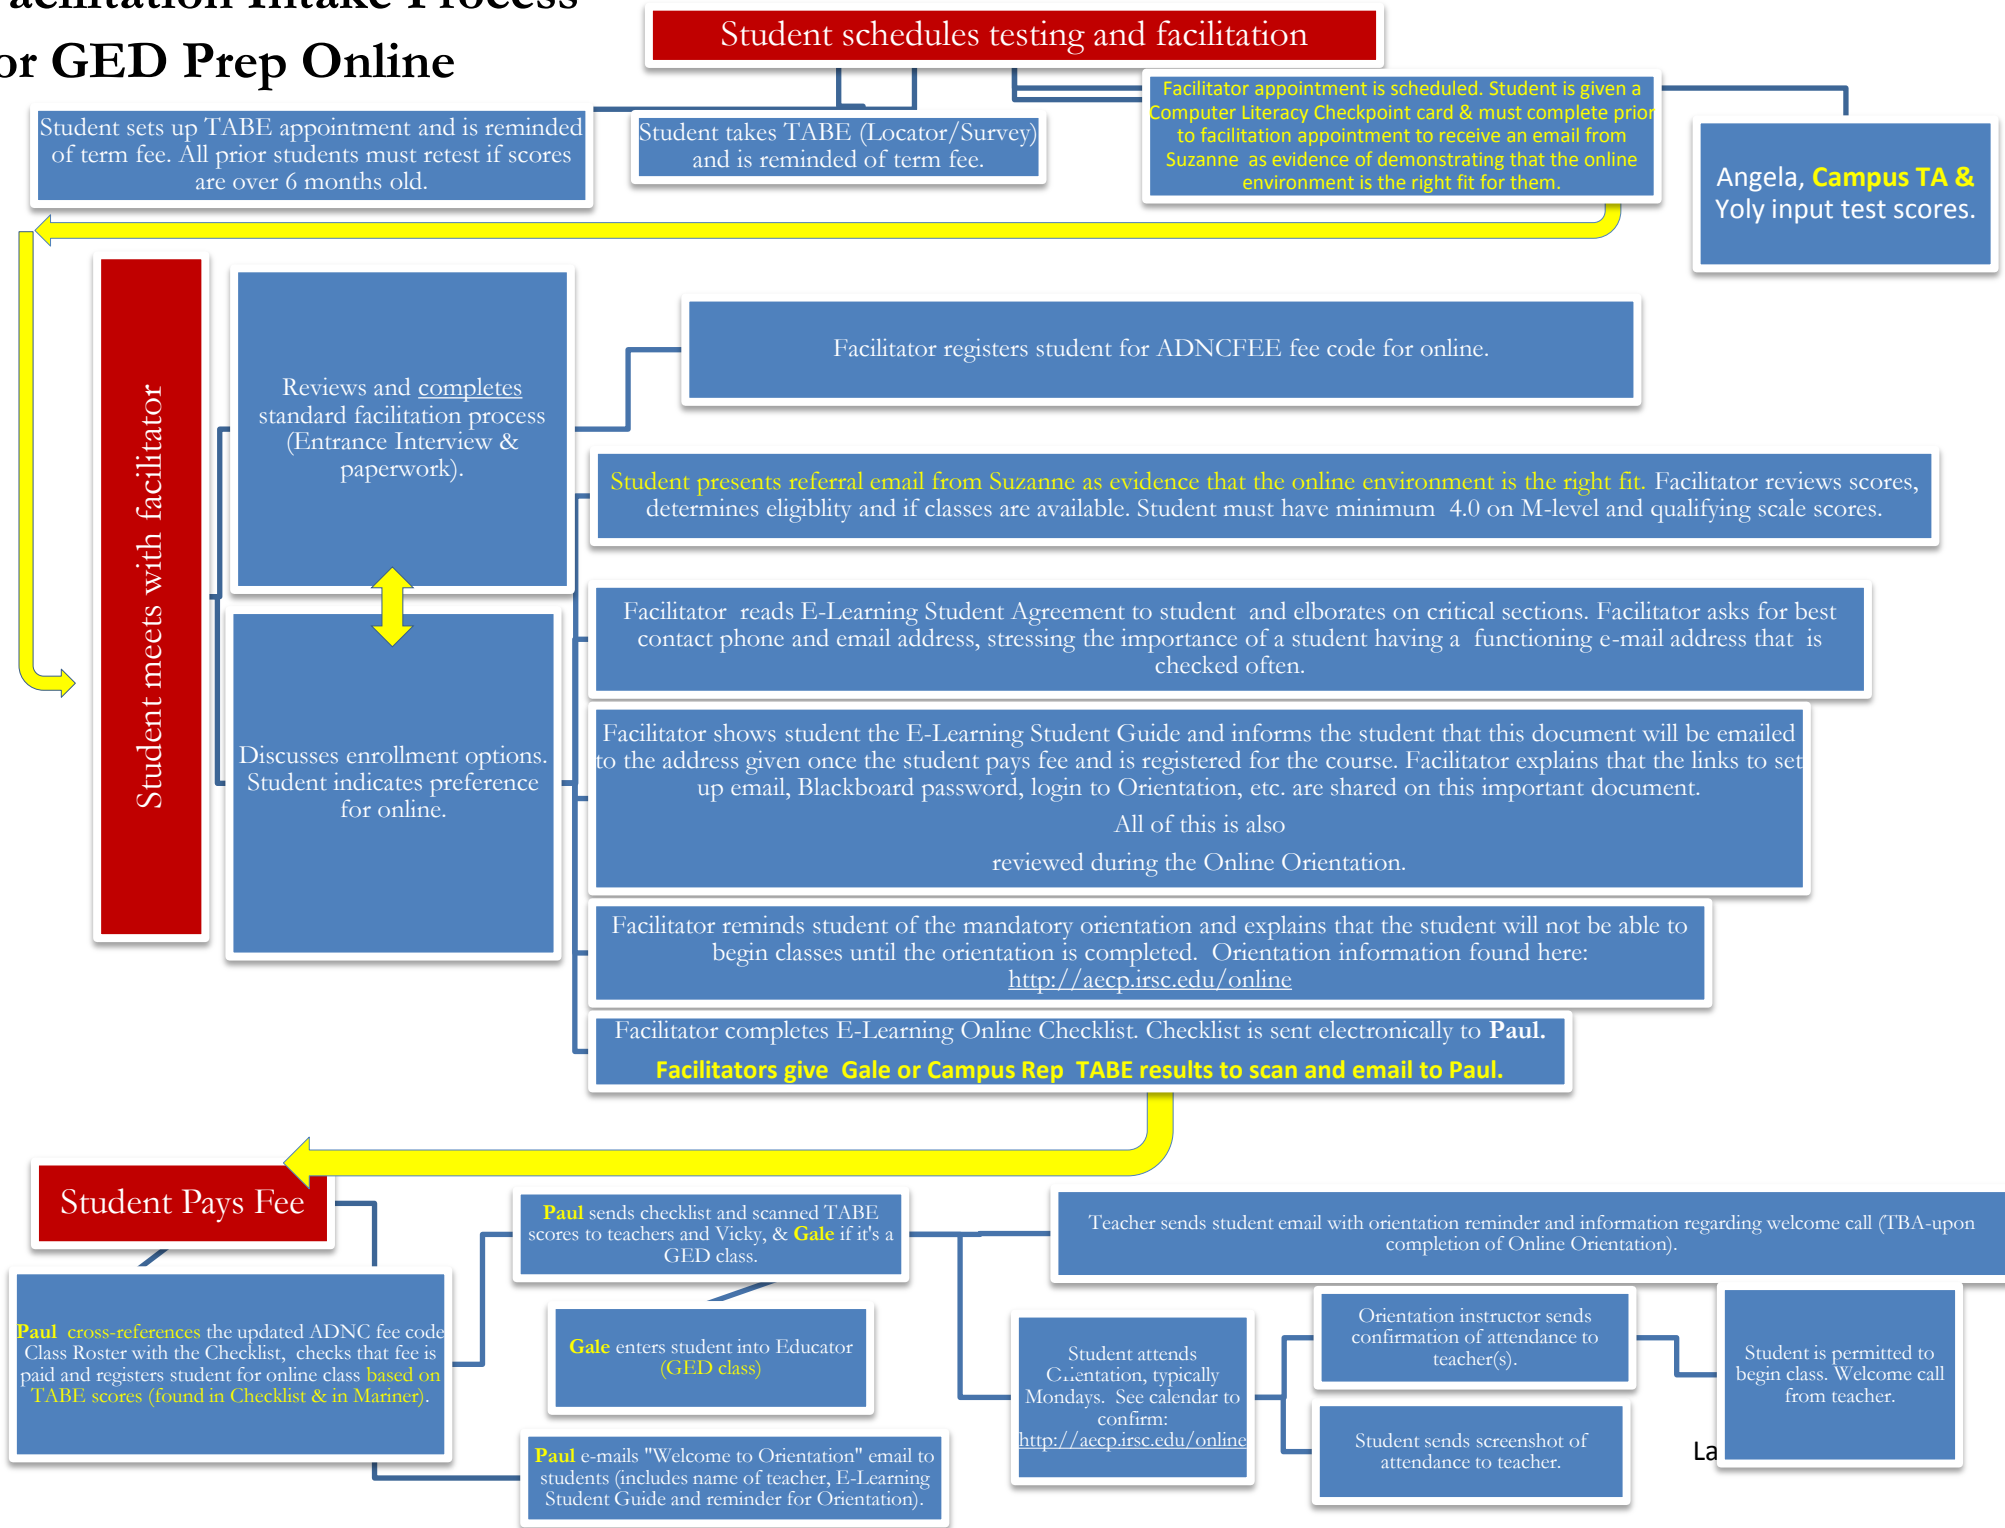 acilitation Intake Process
or GED Prep Online
Student schedules testing and facilitation
Student sets up TABE appointment and is reminded
of term fee. All prior students must retest if scores
are over 6 months old.
Student takes TABE (Locator/Survey)
and is reminded of term fee.
Facilitator appointment is scheduled. Student is given a
Computer Literacy Checkpoint card & must complete prior
to facilitation appointment to receive an email from
Suzanne as evidence of demonstrating that the online
environment is the right fit for them.
Angela, Campus TA &
Yoly input test scores.
Student meets with facilitator
Reviews and completes
standard facilitation process
(Entrance Interview &
paperwork).
Facilitator registers student for ADNCFEE fee code for online.
Student presents referral email from Suzanne as evidence that the online environment is the right fit. Facilitator reviews scores,
determines eligiblity and if classes are available. Student must have minimum 4.0 on M-level and qualifying scale scores.
Discusses enrollment options.
Student indicates preference
for online.
Facilitator reads E-Learning Student Agreement to student and elborates on critical sections. Facilitator asks for best
contact phone and email address, stressing the importance of a student having a functioning e-mail address that is
checked often.
Facilitator shows student the E-Learning Student Guide and informs the student that this document will be emailed
to the address given once the student pays fee and is registered for the course. Facilitator explains that the links to set
up email, Blackboard password, login to Orientation, etc. are shared on this important document.
All of this is also
reviewed during the Online Orientation.
Facilitator reminds student of the mandatory orientation and explains that the student will not be able to
begin classes until the orientation is completed. Orientation information found here:
http://aecp.irsc.edu/online
Facilitator completes E-Learning Online Checklist. Checklist is sent electronically to Paul.
Facilitators give Gale or Campus Rep TABE results to scan and email to Paul.
Student Pays Fee
Paul cross-references the updated ADNC fee code
Class Roster with the Checklist, checks that fee is
paid and registers student for online class based on
TABE scores (found in Checklist & in Mariner).
Paul sends checklist and scanned TABE
scores to teachers and Vicky, & Gale if it's a
GED class.
Gale enters student into Educator
(GED class)
Paul e-mails "Welcome to Orientation" email to
students (includes name of teacher, E-Learning
Student Guide and reminder for Orientation).
Teacher sends student email with orientation reminder and information regarding welcome call (TBA-upon
completion of Online Orientation).
Student attends
Orientation, typically
Mondays. See calendar to
confirm:
http://aecp.irsc.edu/online
Orientation instructor sends
confirmation of attendance to
teacher(s).
Student sends screenshot of
attendance to teacher.
Student is permitted to
begin class. Welcome call
from teacher.
La